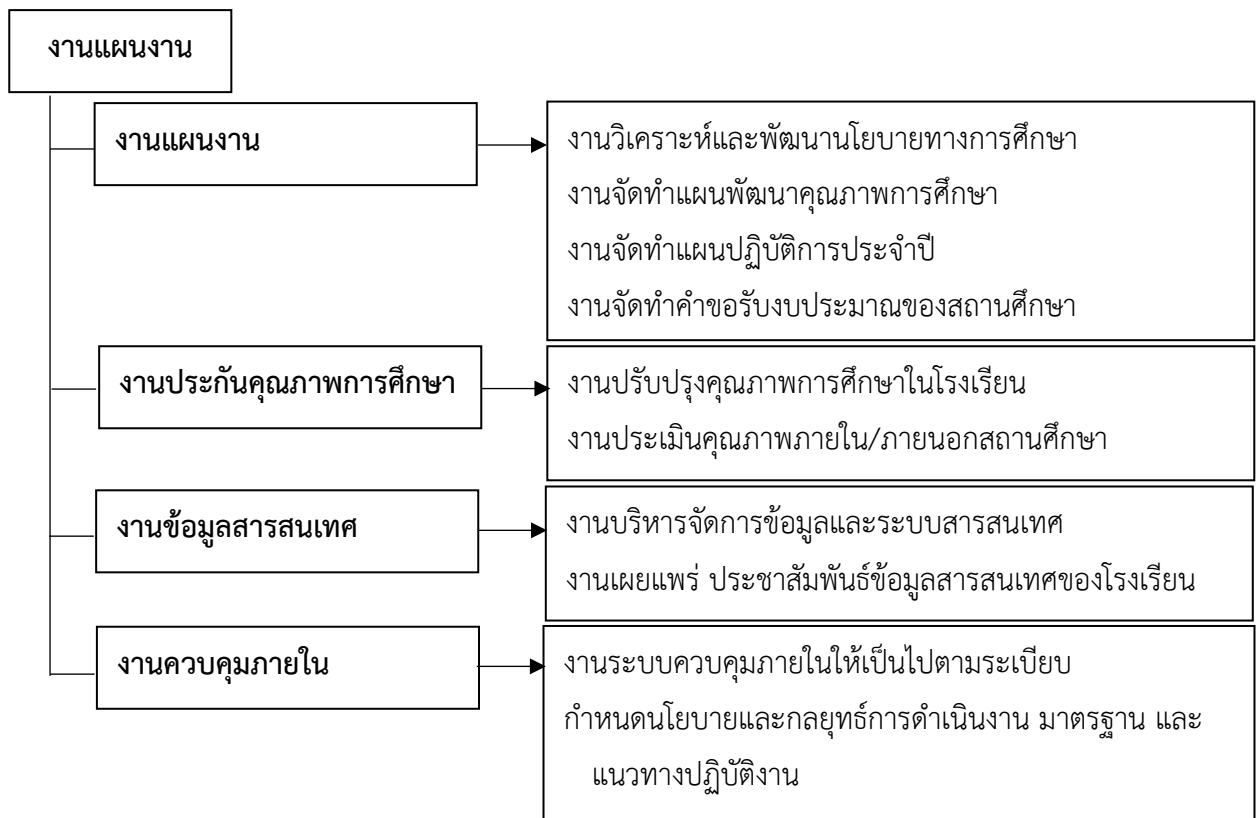 งานแผนงาน
งานแผนงาน
งานวิเคราะห์และพัฒนานโยบายทางการศึกษา
งานจัดทำแผนพัฒนาคุณภาพการศึกษา
งานจัดทำแผนปฏิบัติการประจำปี
งานจัดทำคำขอรับงบประมาณของสถานศึกษา
งานประกันคุณภาพการศึกษา
งานปรับปรุงคุณภาพการศึกษาในโรงเรียน
งานประเมินคุณภาพภายใน/ภายนอกสถานศึกษา
งานข้อมูลสารสนเทศ
งานบริหารจัดการข้อมูลและระบบสารสนเทศ
งานเผยแพร่ ประชาสัมพันธ์ข้อมูลสารสนเทศของโรงเรียน
งานควบคุมภายใน
งานระบบควบคุมภายในให้เป็นไปตามระเบียบ
กำหนดนโยบายและกลยุทธ์การดำเนินงาน มาตรฐาน และ
แนวทางปฏิบัติงาน